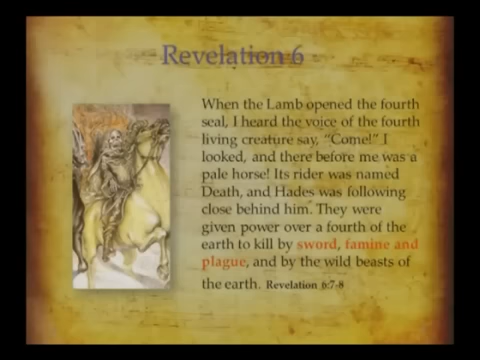 Revelation 6
When the Lamb opened the fourth
seal, I heard the voice of the fourth
living creature say, “Come!” I
looked, and there before me was a
pale horse! Its rider was named
Death, and Hades was following
close behind him. They were
given power over a fourth of the
earth to kill by sword, famine and
plague, and by the wild beasts of
the earth. Revelation 6:7-8